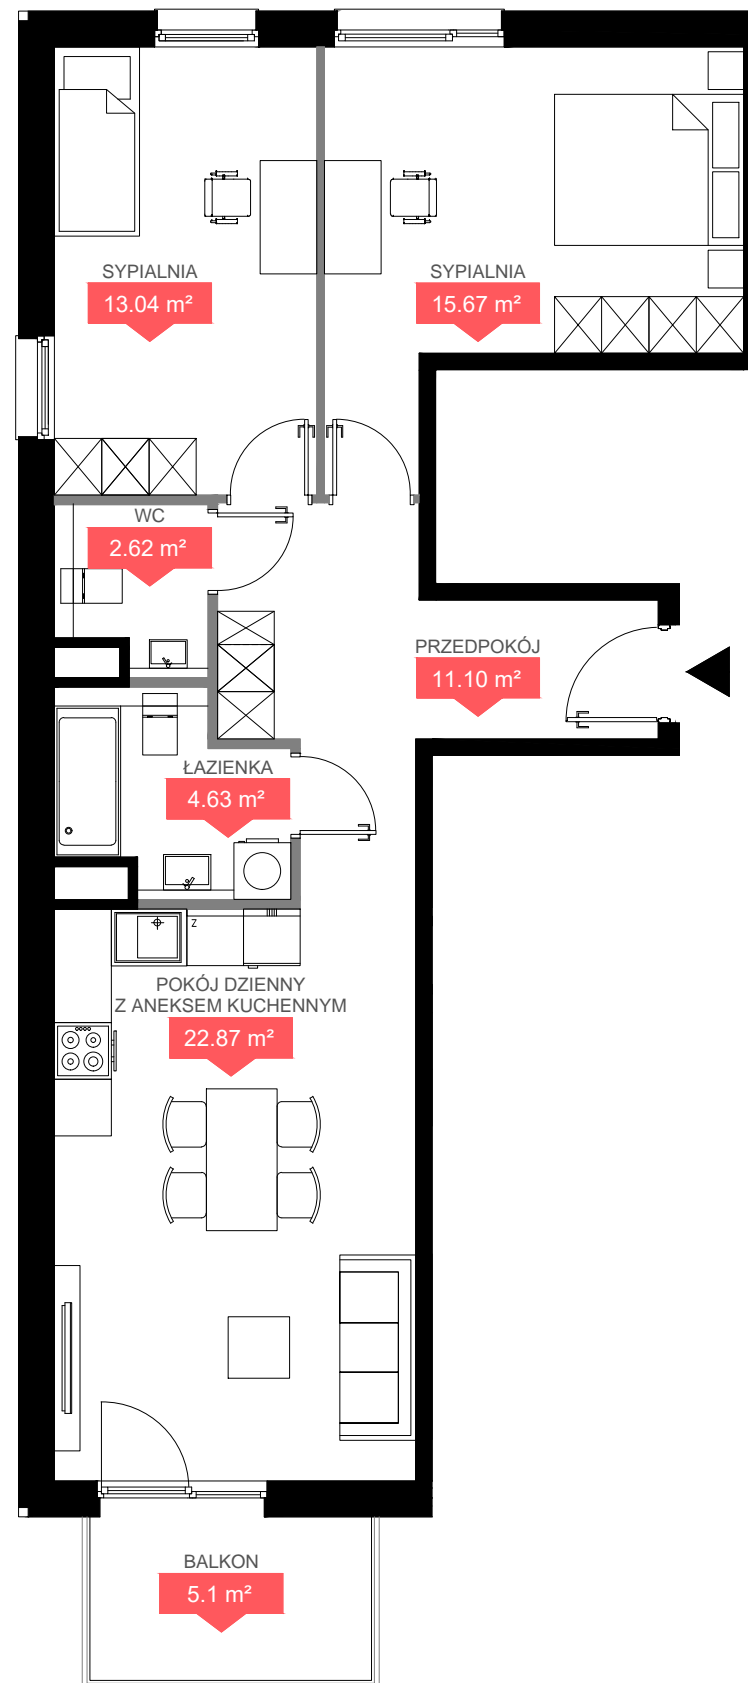 SYPIALNIA
13.04 m²
SYPIALNIA
15.67 m²
WC
2.62 m²
PRZEDPOKÓJ
11.10 m²
ŁAZIENKA
4.63 m²
Z
POKÓJ DZIENNY
Z ANEKSEM KUCHENNYM
22.87 m²
BALKON
5.1 m²